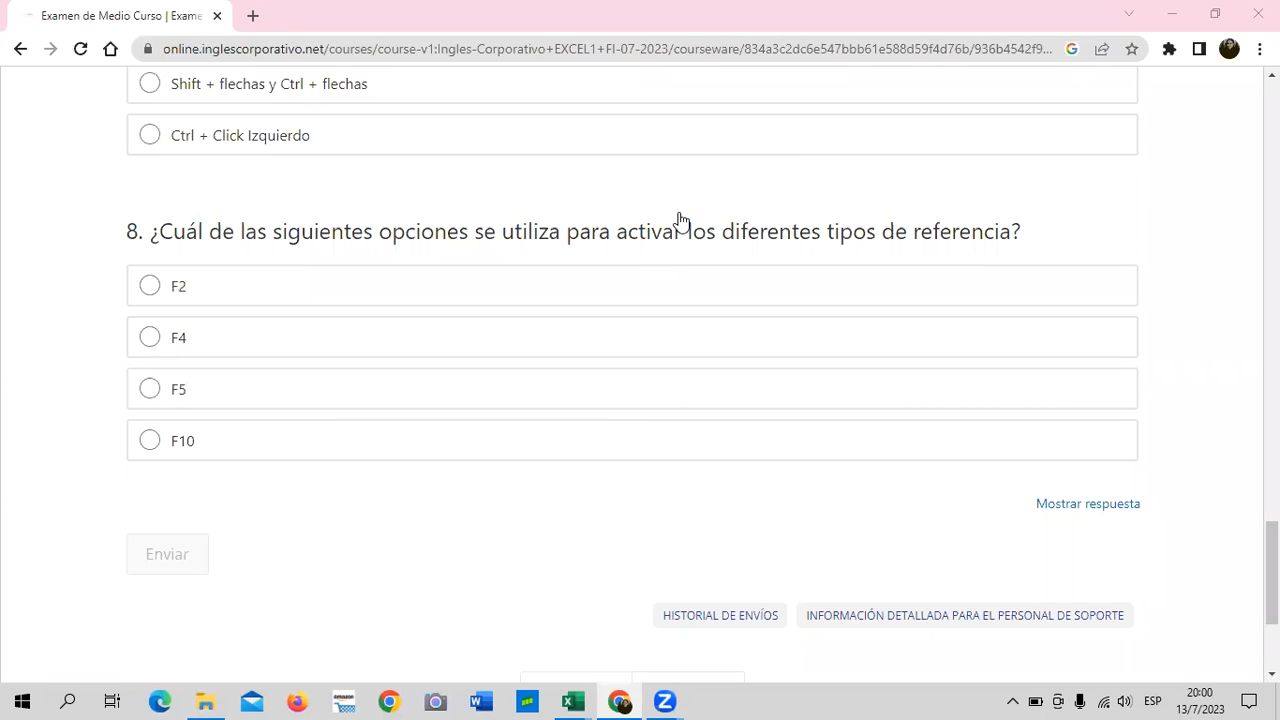 Examen de Medio Curso | Exame
online.inglescorporativo.net/courses/course-v1:Ingles-Corporativo+EXCEL1+FI-07-2023/courseware/834a3c2dc5e547bbb61e588d59f4d76b/936b4542f9...
Shift + flechas y Ctrl + flechas
Ctrl + Click Izquierdo
8. ¿Cuál de las siguientes opciones se utiliza para activar los diferentes tipos de referencia?
F2
F4
F5
F10
Mostrar respuesta
Enviar
HISTORIAL DE ENVÍOS
INFORMACIÓN DETALLADA PARA EL PERSONAL DE SOPORTE
ESP
20:00
13/7/2023